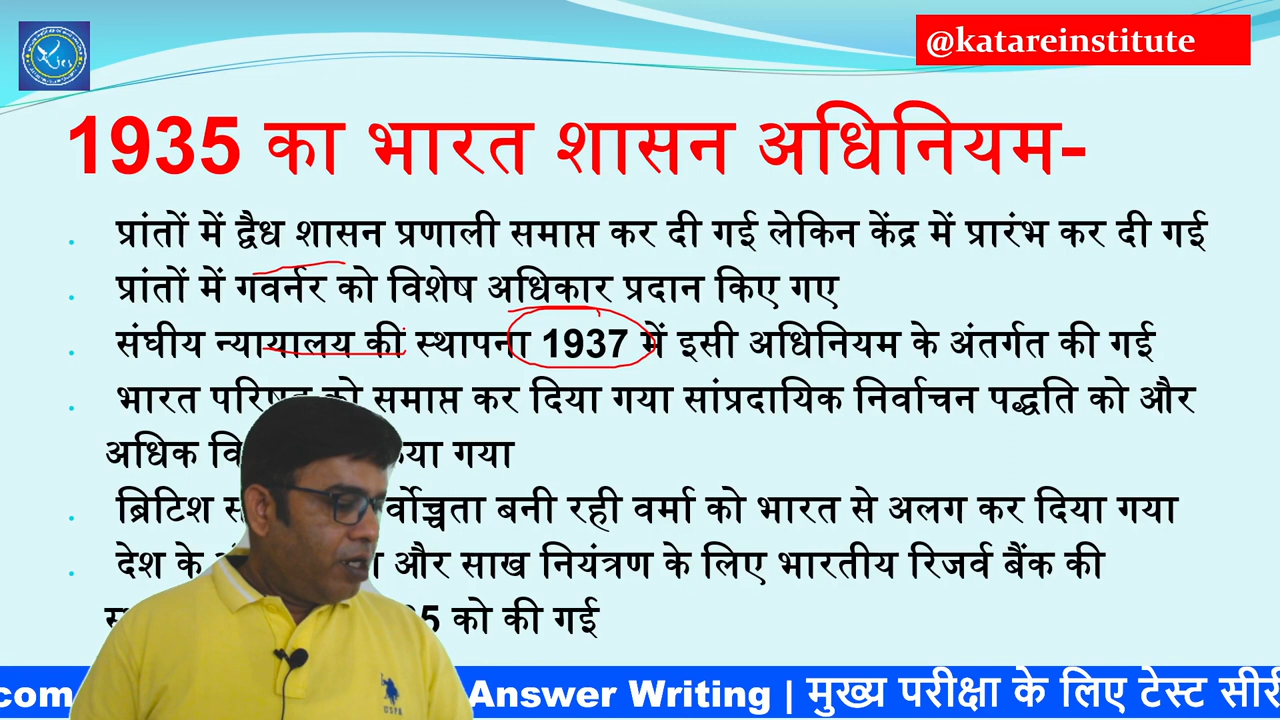 @katareinstitute
1935 का भारत शासन अधिनियम-
. प्रांतों में द्वैध शासन प्रणाली समाप्त कर दी गई लेकिन केंद्र में प्रारंभ कर दी गई
. प्रांतों में गवर्नर को विशेष अधिकार प्रदान किए गए
. संघीय न्यायालय की स्थापना 1937 में इसी अधिनियम के अंतर्गत की गई
. भारत परिषद को समाप्त कर दिया गया सांप्रदायिक निर्वाचन पद्धति को और
अधिक गया
. ब्रिटिश बनी रही वर्मा को भारत से अलग कर दिया गया
. देश के और साख नियंत्रण के लिए भारतीय रिजर्व बैंक की
को की गई
com Answer Writing | मुख्य परीक्षा के लिए टेस्ट